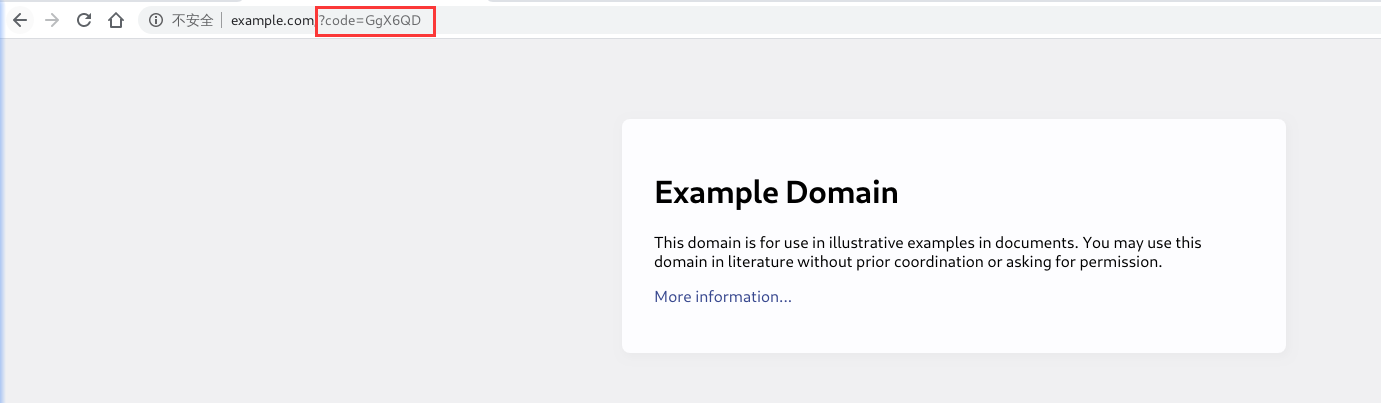 不安全 example.com/?code=GgX6QD
Example Domain
This domain is for use in illustrative examples in documents. You may use this
domain in literature without prior coordination or asking for permission.
More information...